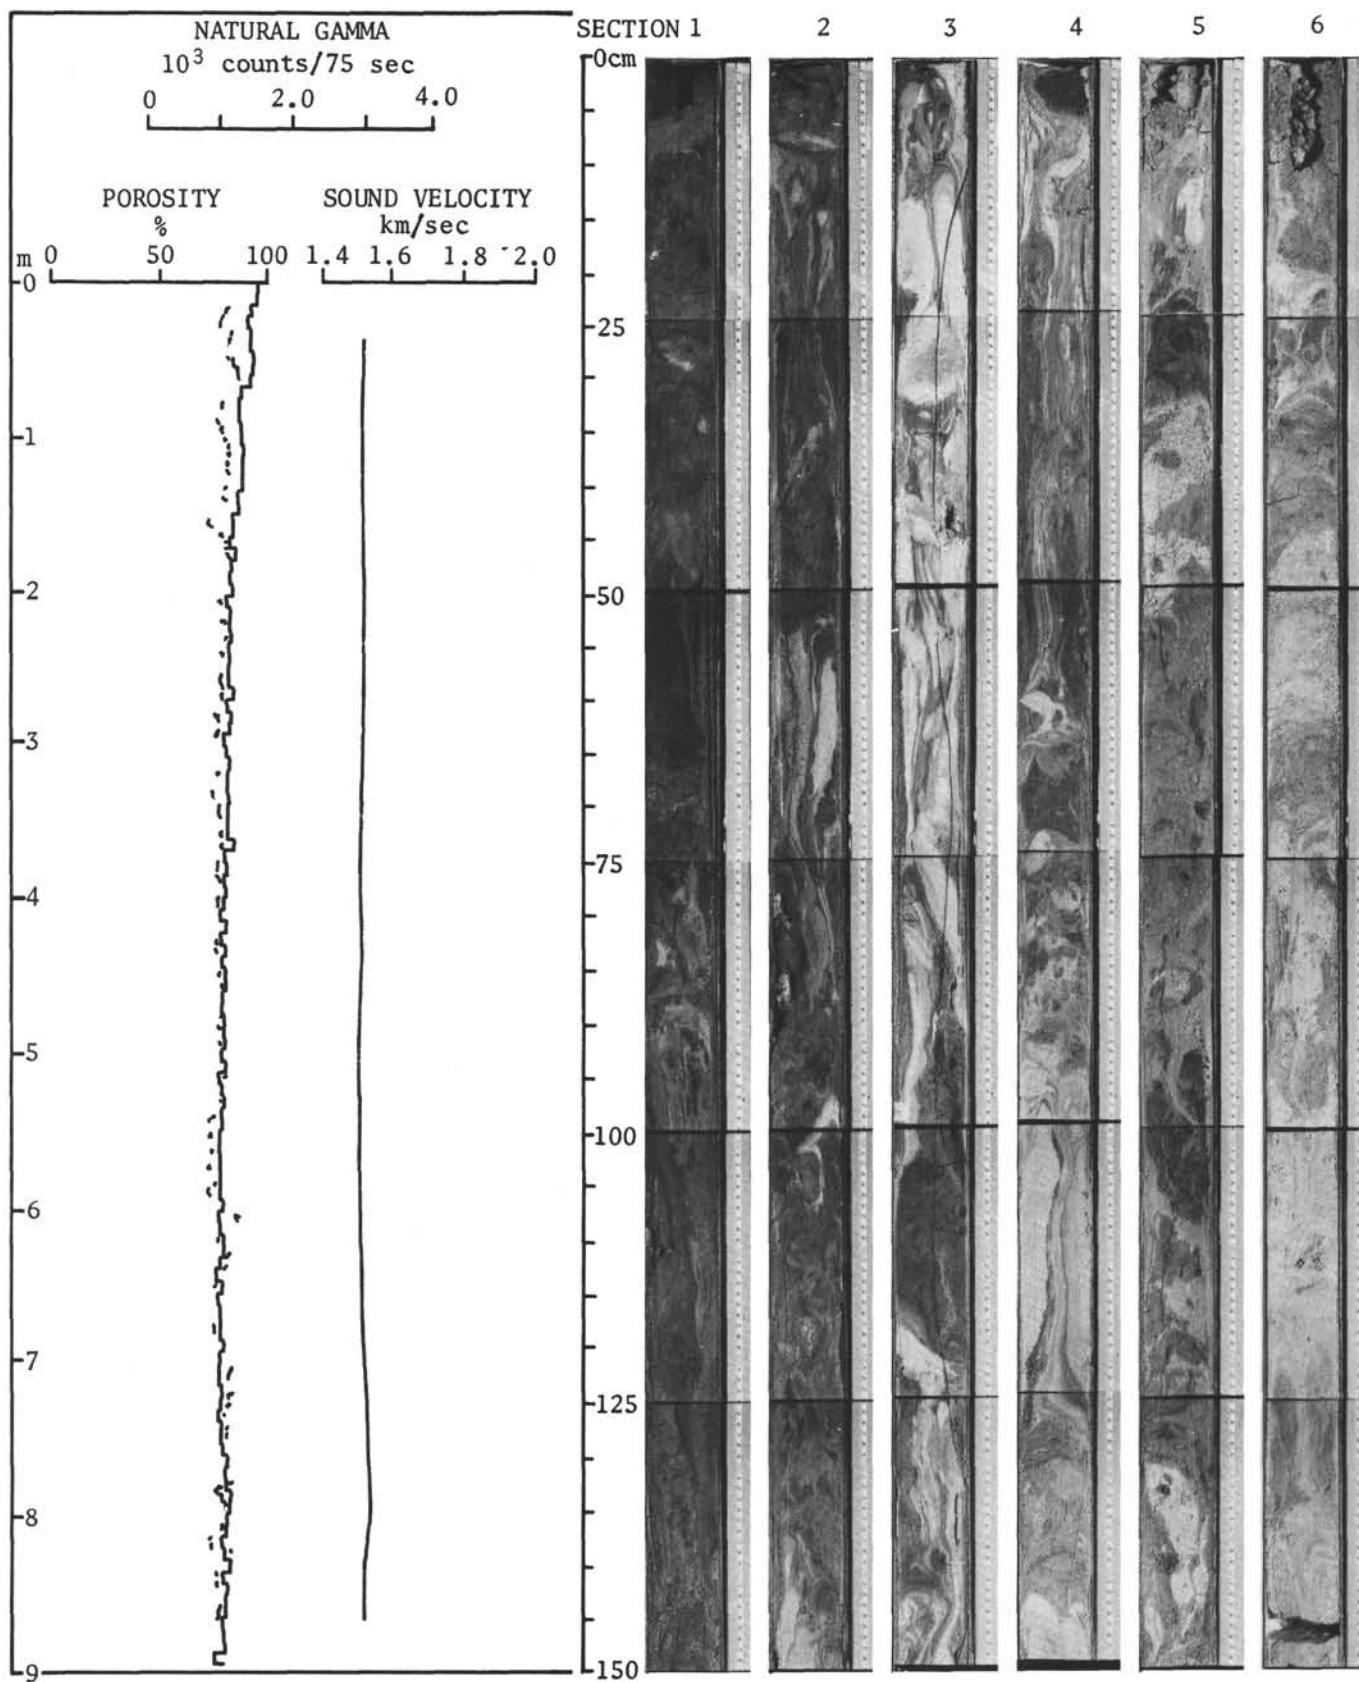 NATURAL GAMMA
10³ counts/75 sec
0 2.0 4.0
POROSITY
%
m 0 50 100
SOUND VELOCITY
km/sec
1.4 1.6 1.8 2.0
0
1
2
3
4
5
6
7
8
9
SECTION 1 2 3 4 5 6
0cm
25
50
75
100
125
150